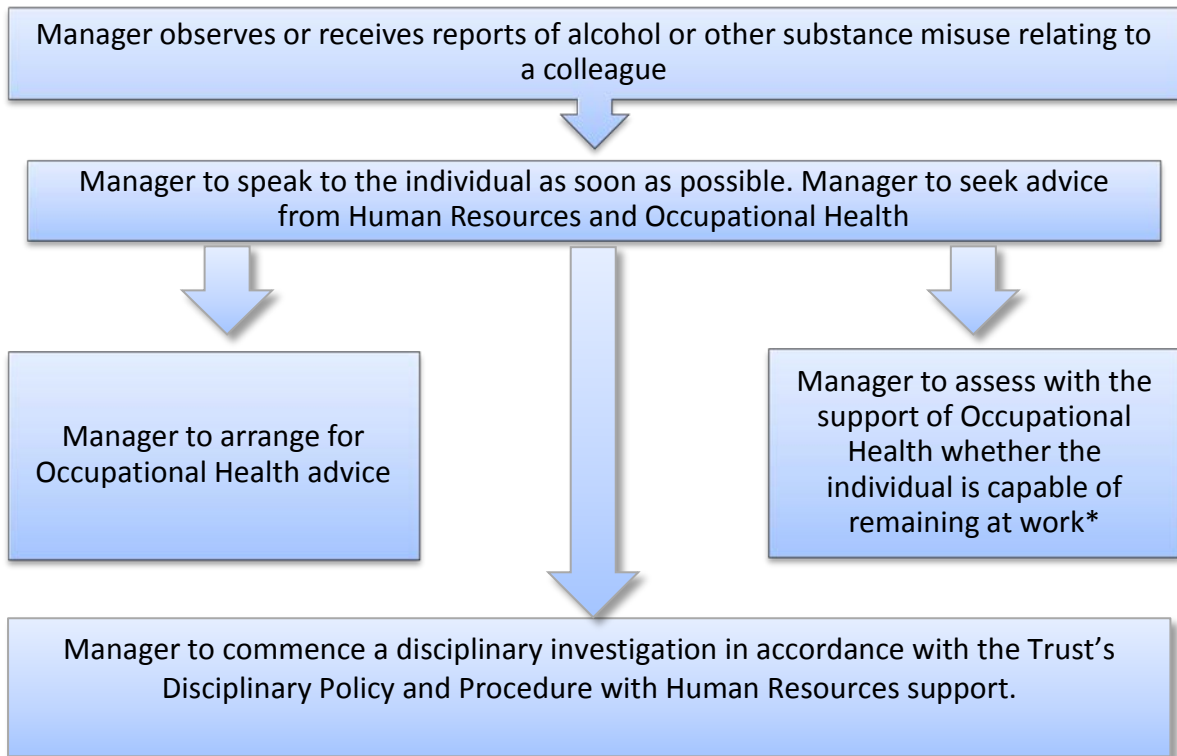 Manager observes or receives reports of alcohol or other substance misuse relating to
a colleague
Manager to speak to the individual as soon as possible. Manager to seek advice
from Human Resources and Occupational Health
Manager to arrange for
Occupational Health advice
Manager to assess with the
support of Occupational
Health whether the
individual is capable of
remaining at work*
Manager to commence a disciplinary investigation in accordance with the Trust’s
Disciplinary Policy and Procedure with Human Resources support.